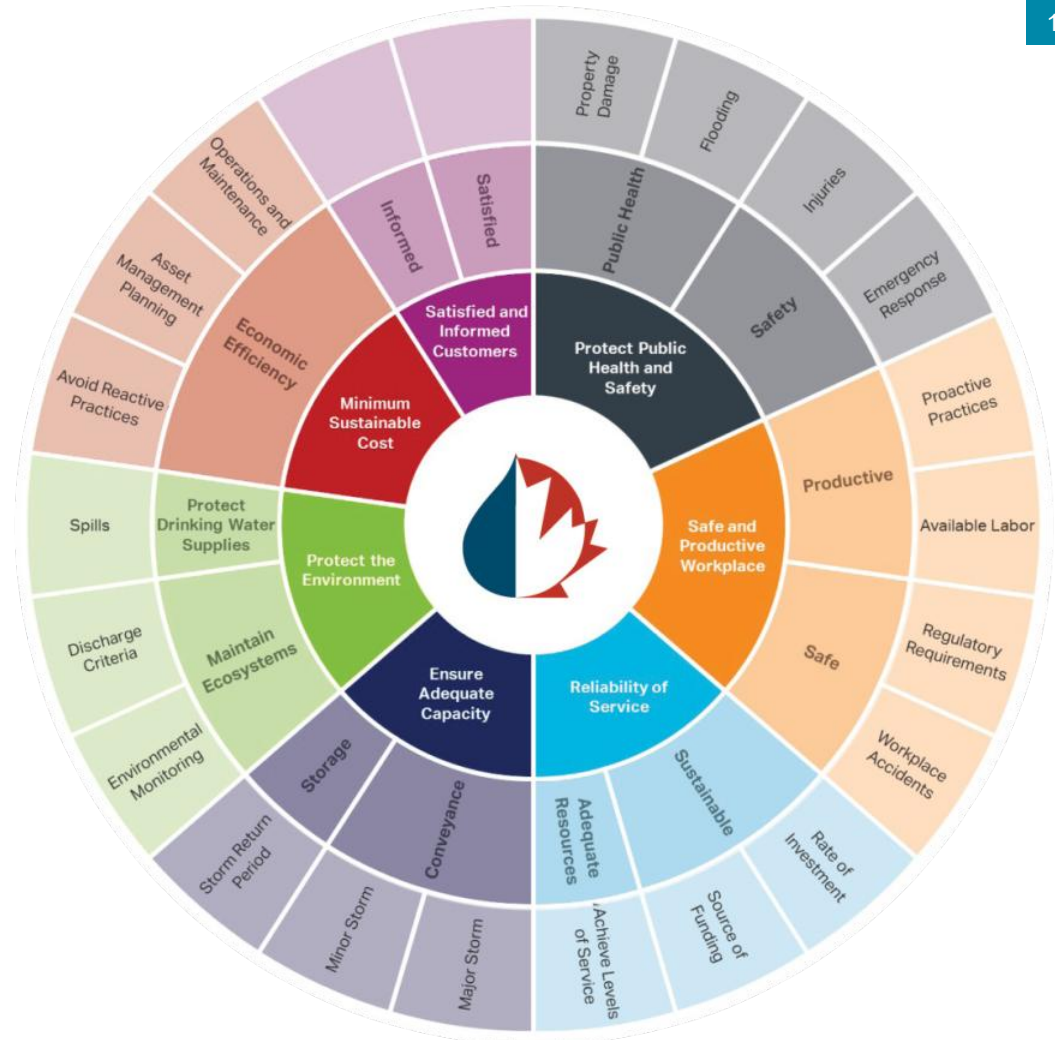 1
Property
Damage
Flooding
Injuries
Emergency
Response
Public Health
Safety
Protect Public
Health and
Safety
Proactive
Practices
Available Labor
Regulatory
Requirements
Workplace
Accidents
Productive
Safe
Safe and
Productive
Workplace
Rate of
Investment
Source of
Funding
Achieve Levels
of Service
Sustainable
Adequate
Resources
Reliability of
Service
Major Storm
Minor Storm
Storm Return
Period
Conveyance
Storage
Ensure
Adequate
Capacity
Environmental
Monitoring
Discharge
Criteria
Spills
Maintain
Ecosystems
Protect
Drinking Water
Supplies
Protect the
Environment
Avoid Reactive
Practices
Asset
Management
Planning
Operations and
Maintenance
Economic
Efficiency
Minimum
Sustainable
Cost
Informed
Satisfied
Satisfied and
Informed
Customers